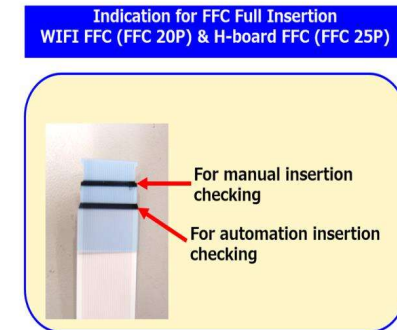 Indication for FFC Full Insertion
WIFI FFC (FFC 20P) & H-board FFC (FFC 25P)
For manual insertion
checking
For automation insertion
checking